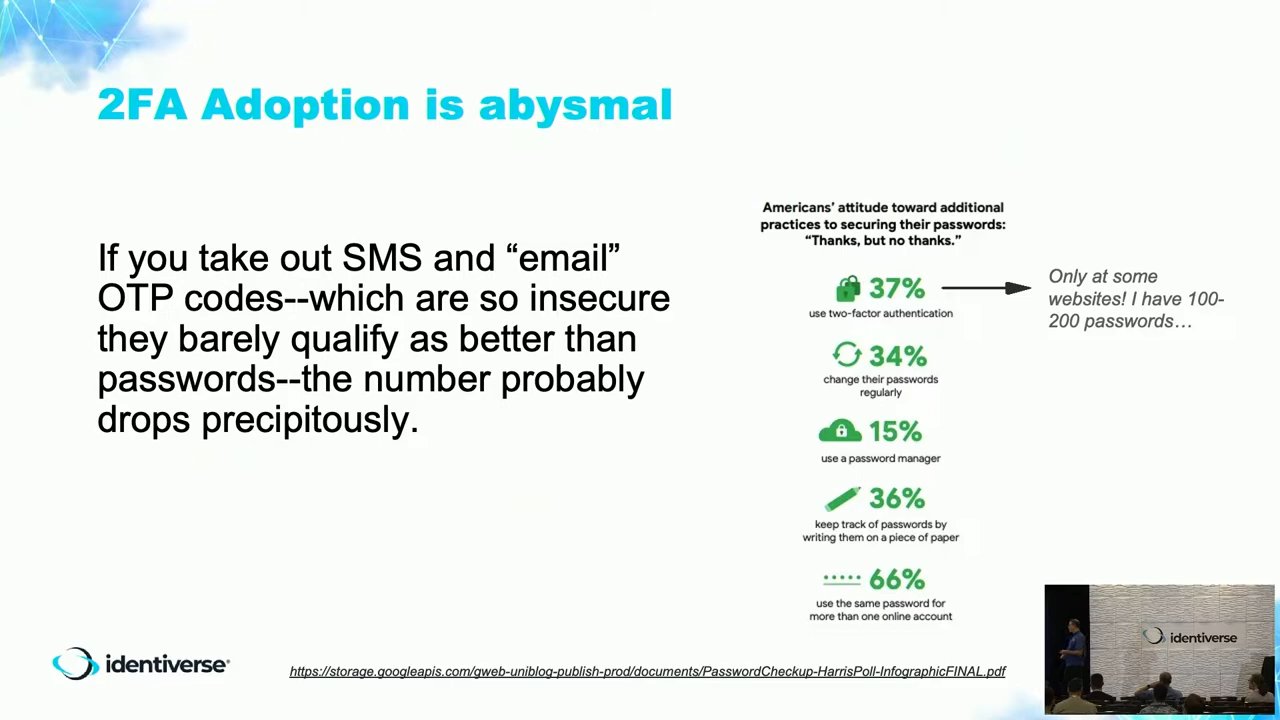 2FA Adoption is abysmal
If you take out SMS and “email”
OTP codes--which are so insecure
they barely qualify as better than
passwords--the number probably
drops precipitously.
Americans’ attitude toward additional
practices to securing their passwords:
“Thanks, but no thanks.”
37%
use two-factor authentication
Only at some
websites! I have 100-
200 passwords…
34%
change their passwords
regularly
15%
use a password manager
36%
keep track of passwords by
writing them on a piece of paper
66%
use the same password for
more than one online account
identiverse®
https://storage.googleapis.com/gweb-uniblog-publish-prod/documents/PasswordCheckup-HarrisPoll-InfographicFINAL.pdf
identiverse